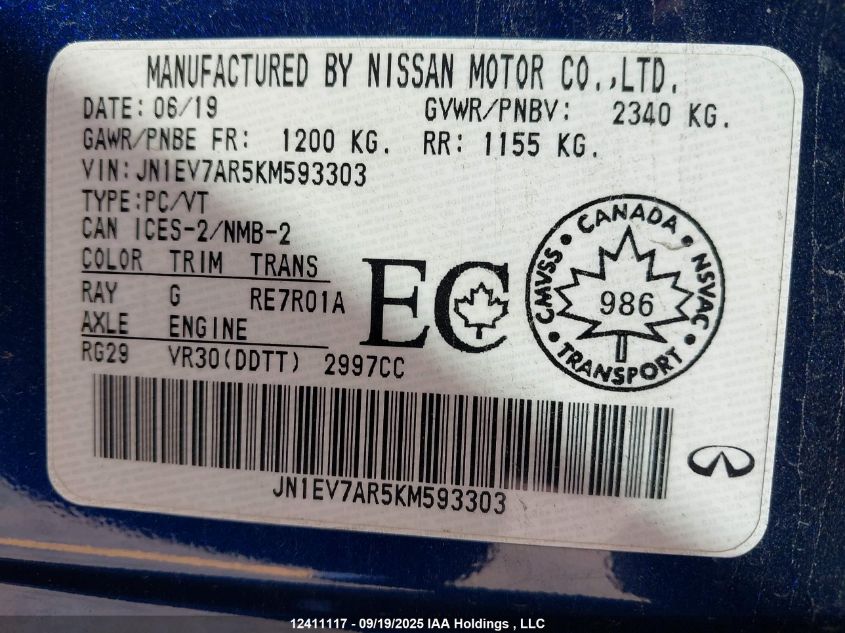 MANUFACTURED BY NISSAN MOTOR CO.,LTD.
DATE: 06/19 GVWR/PNBV: 2340 KG.
GAWR/PNBE FR: 1200 KG. RR: 1155 KG.
VIN: JN1EV7AR5KM593303
TYPE:PC/VT
CAN ICES-2/NMB-2
COLOR TRIM TRANS
RAY G RE7R01A
AXLE ENGINE
RG29 VR30(DDTT) 2997CC
EC
CANADA
CMVSS • NSVAC
986
TRANSPORT
JN1EV7AR5KM593303
12411117 - 09/19/2025 IAA Holdings , LLC